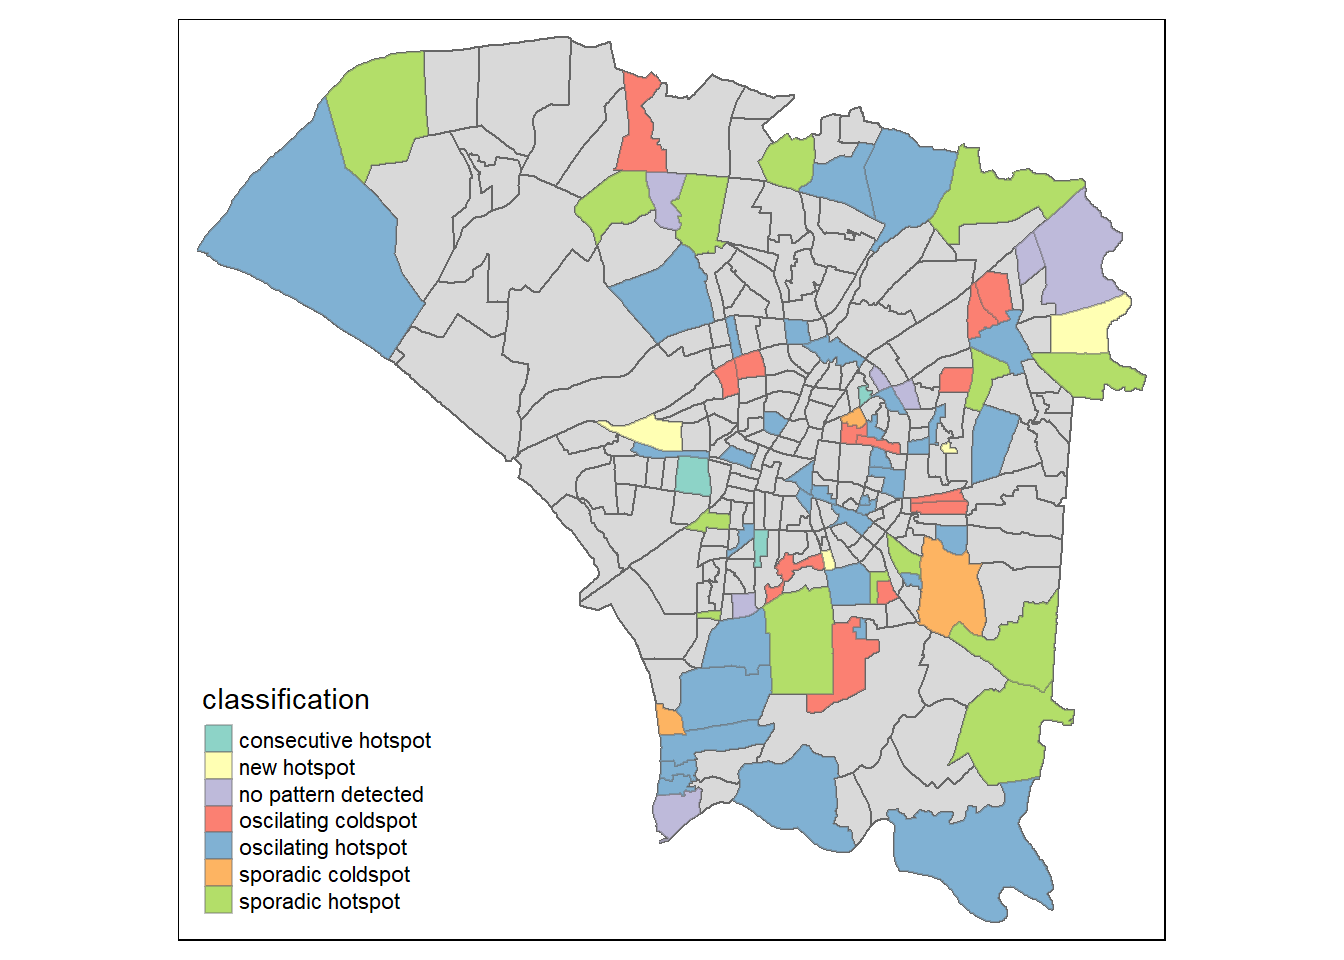 classification
consecutive hotspot
new hotspot
no pattern detected
oscilating coldspot
oscilating hotspot
sporadic coldspot
sporadic hotspot